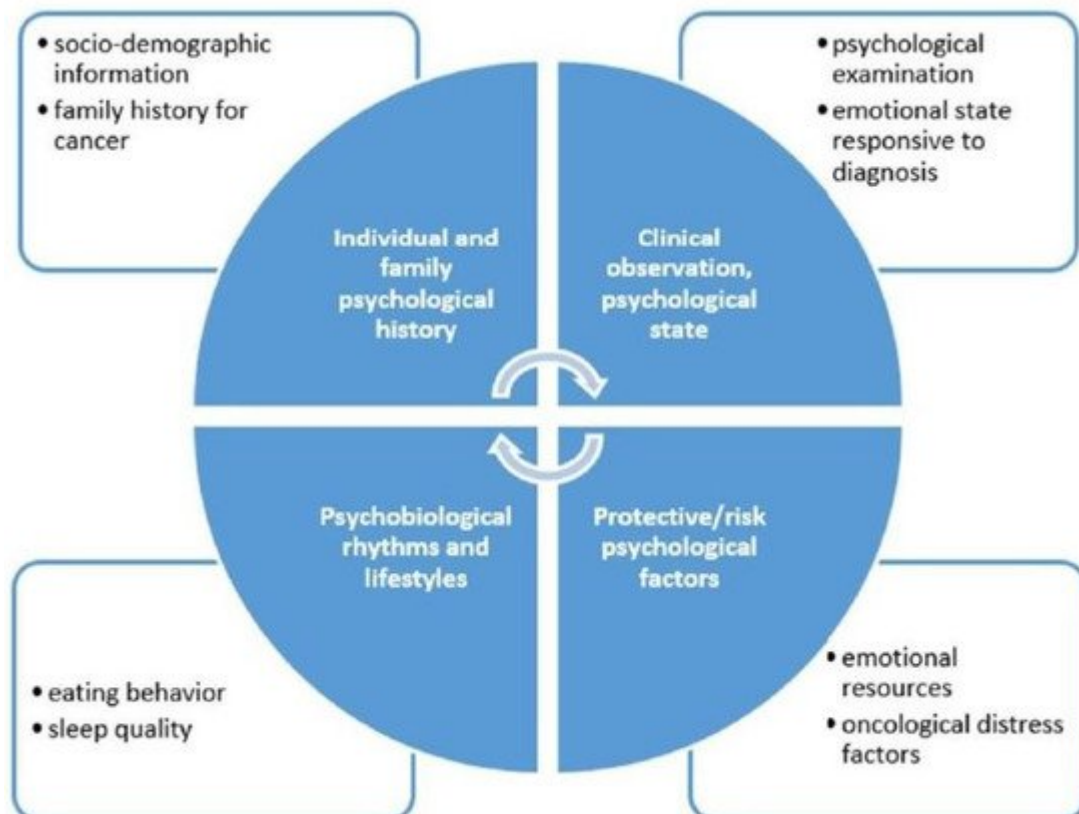 • socio-demographic
information
• family history for
cancer
• psychological
examination
• emotional state
responsive to
diagnosis
Individual and
family
psychological
history
Clinical
observation,
psychological
state
Psychobiological
rhythms and
lifestyles
Protective/risk
psychological
factors
• eating behavior
• sleep quality
• emotional
resources
• oncological distress
factors